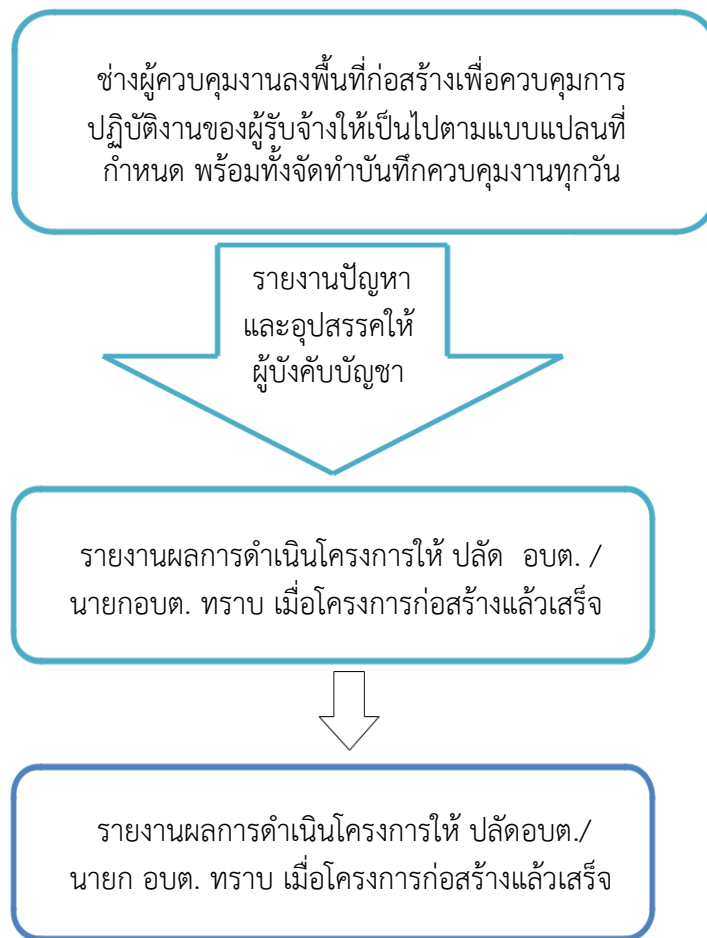 ช่างผู้ควบคุมงานลงพื้นที่ก่อสร้างเพื่อควบคุมการ
ปฏิบัติงานของผู้รับจ้างให้เป็นไปตามแบบแปลนที่
กำหนด พร้อมทั้งจัดทำบันทึกควบคุมงานทุกวัน
รายงานปัญหา
และอุปสรรคให้
ผู้บังคับบัญชา
รายงานผลการดำเนินโครงการให้ ปลัด อบต. /
นายกอบต. ทราบ เมื่อโครงการก่อสร้างแล้วเสร็จ
รายงานผลการดำเนินโครงการให้ ปลัดอบต./
นายก อบต. ทราบ เมื่อโครงการก่อสร้างแล้วเสร็จ